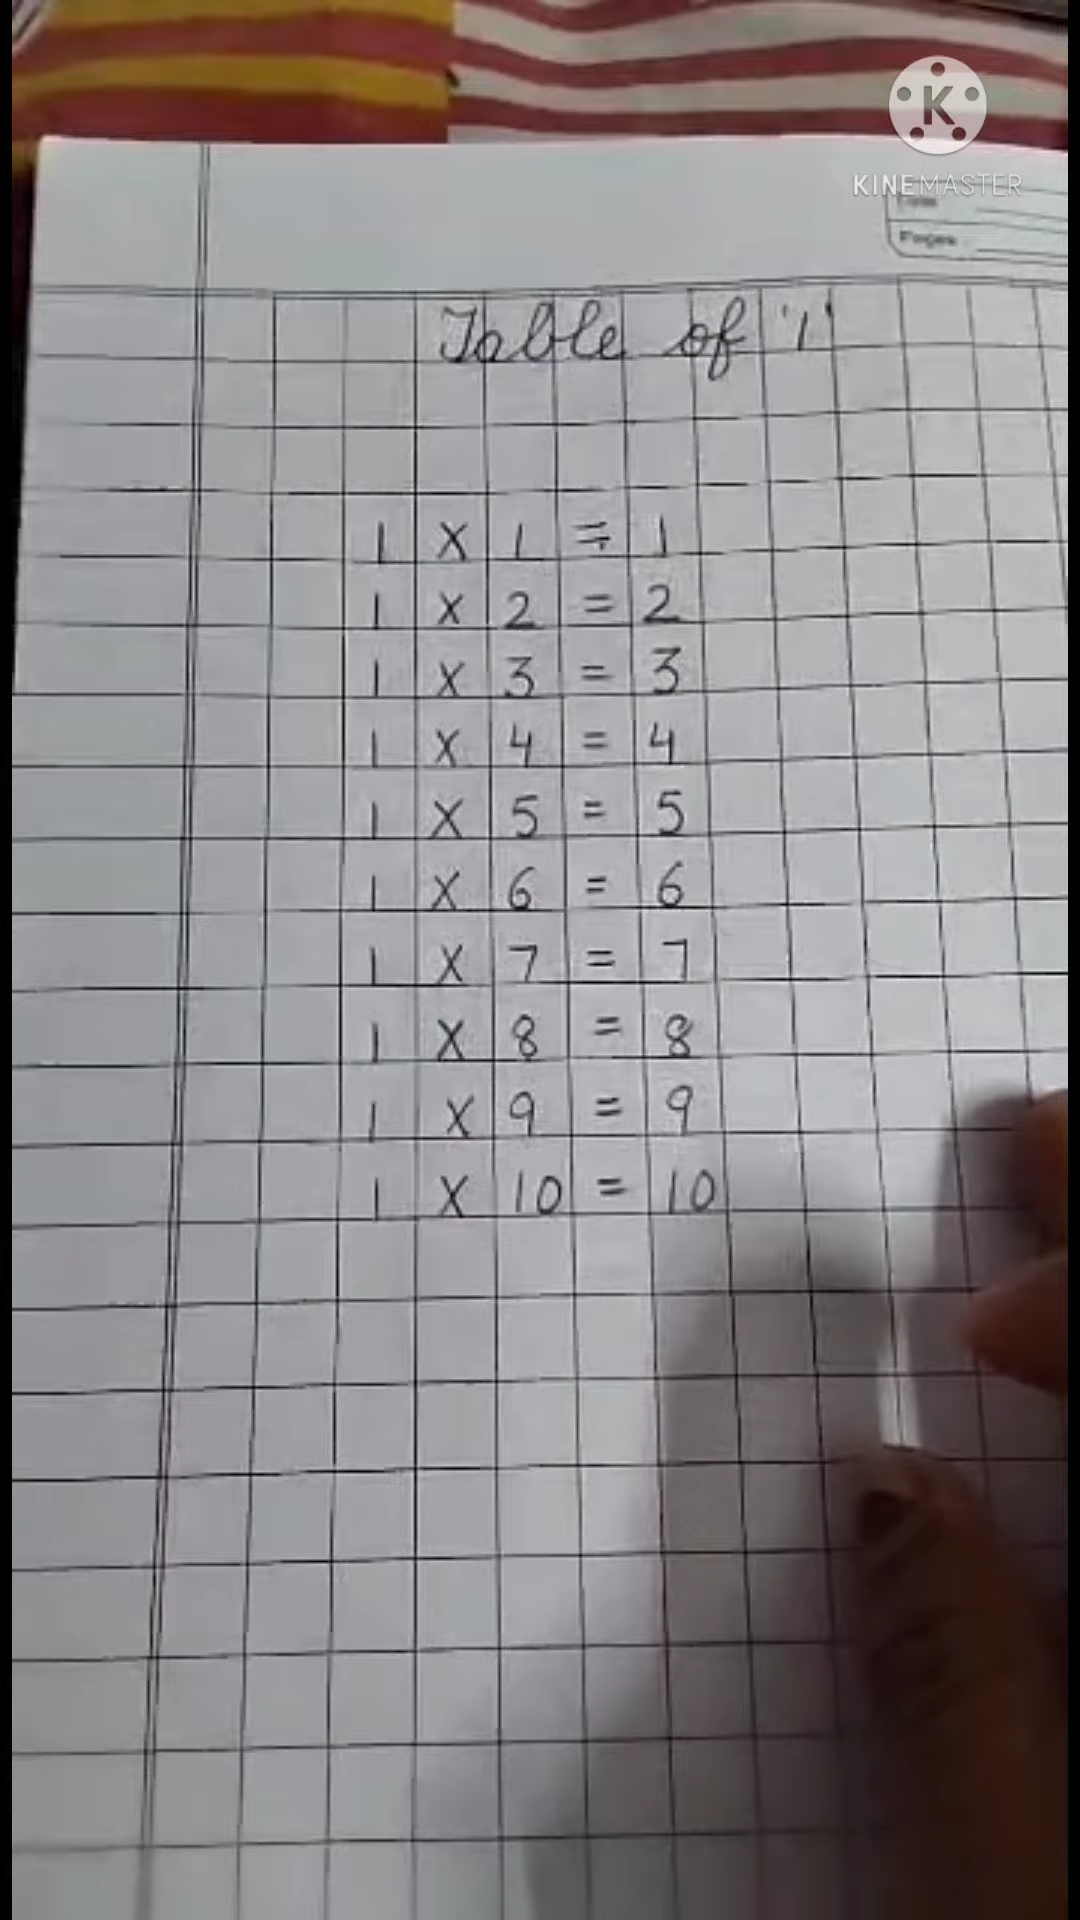 KINEMASTER
Date
Pages
Table of '1'
1 X 1 = 1
1 X 2 = 2
1 X 3 = 3
1 X 4 = 4
1 X 5 = 5
1 X 6 = 6
1 X 7 = 7
1 X 8 = 8
1 X 9 = 9
1 X 10 = 10